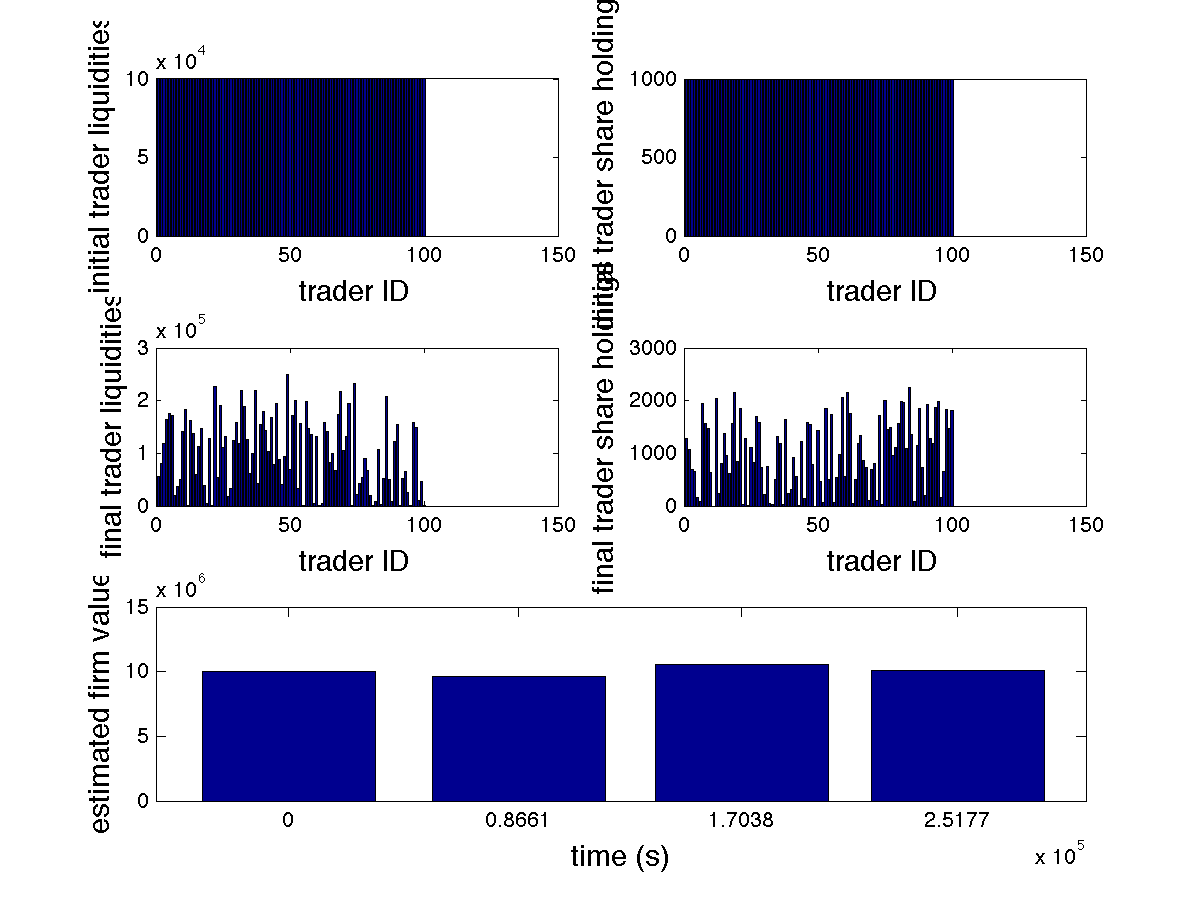 x 10^4
initial trader liquidities
10
5
0
0 50 100 150
trader ID
1000
500
0
0 50 100 150
trader ID
trader share holding
x 10^5
final trader liquidities
3
2
1
0
0 50 100 150
trader ID
final trader share holdings
3000
2000
1000
0
0 50 100 150
trader ID
x 10^6
estimated firm value
15
10
5
0
0 0.8661 1.7038 2.5177
time (s)
x 10^5